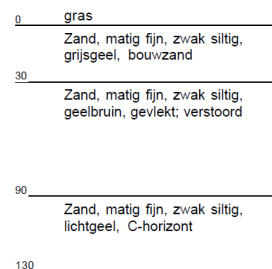 0 gras
Zand, matig fijn, zwak siltig,
grijsgeel, bouwzand
30
Zand, matig fijn, zwak siltig,
geelbruin, gevlekt; verstoord
90
Zand, matig fijn, zwak siltig,
lichtgeel, C-horizont
130